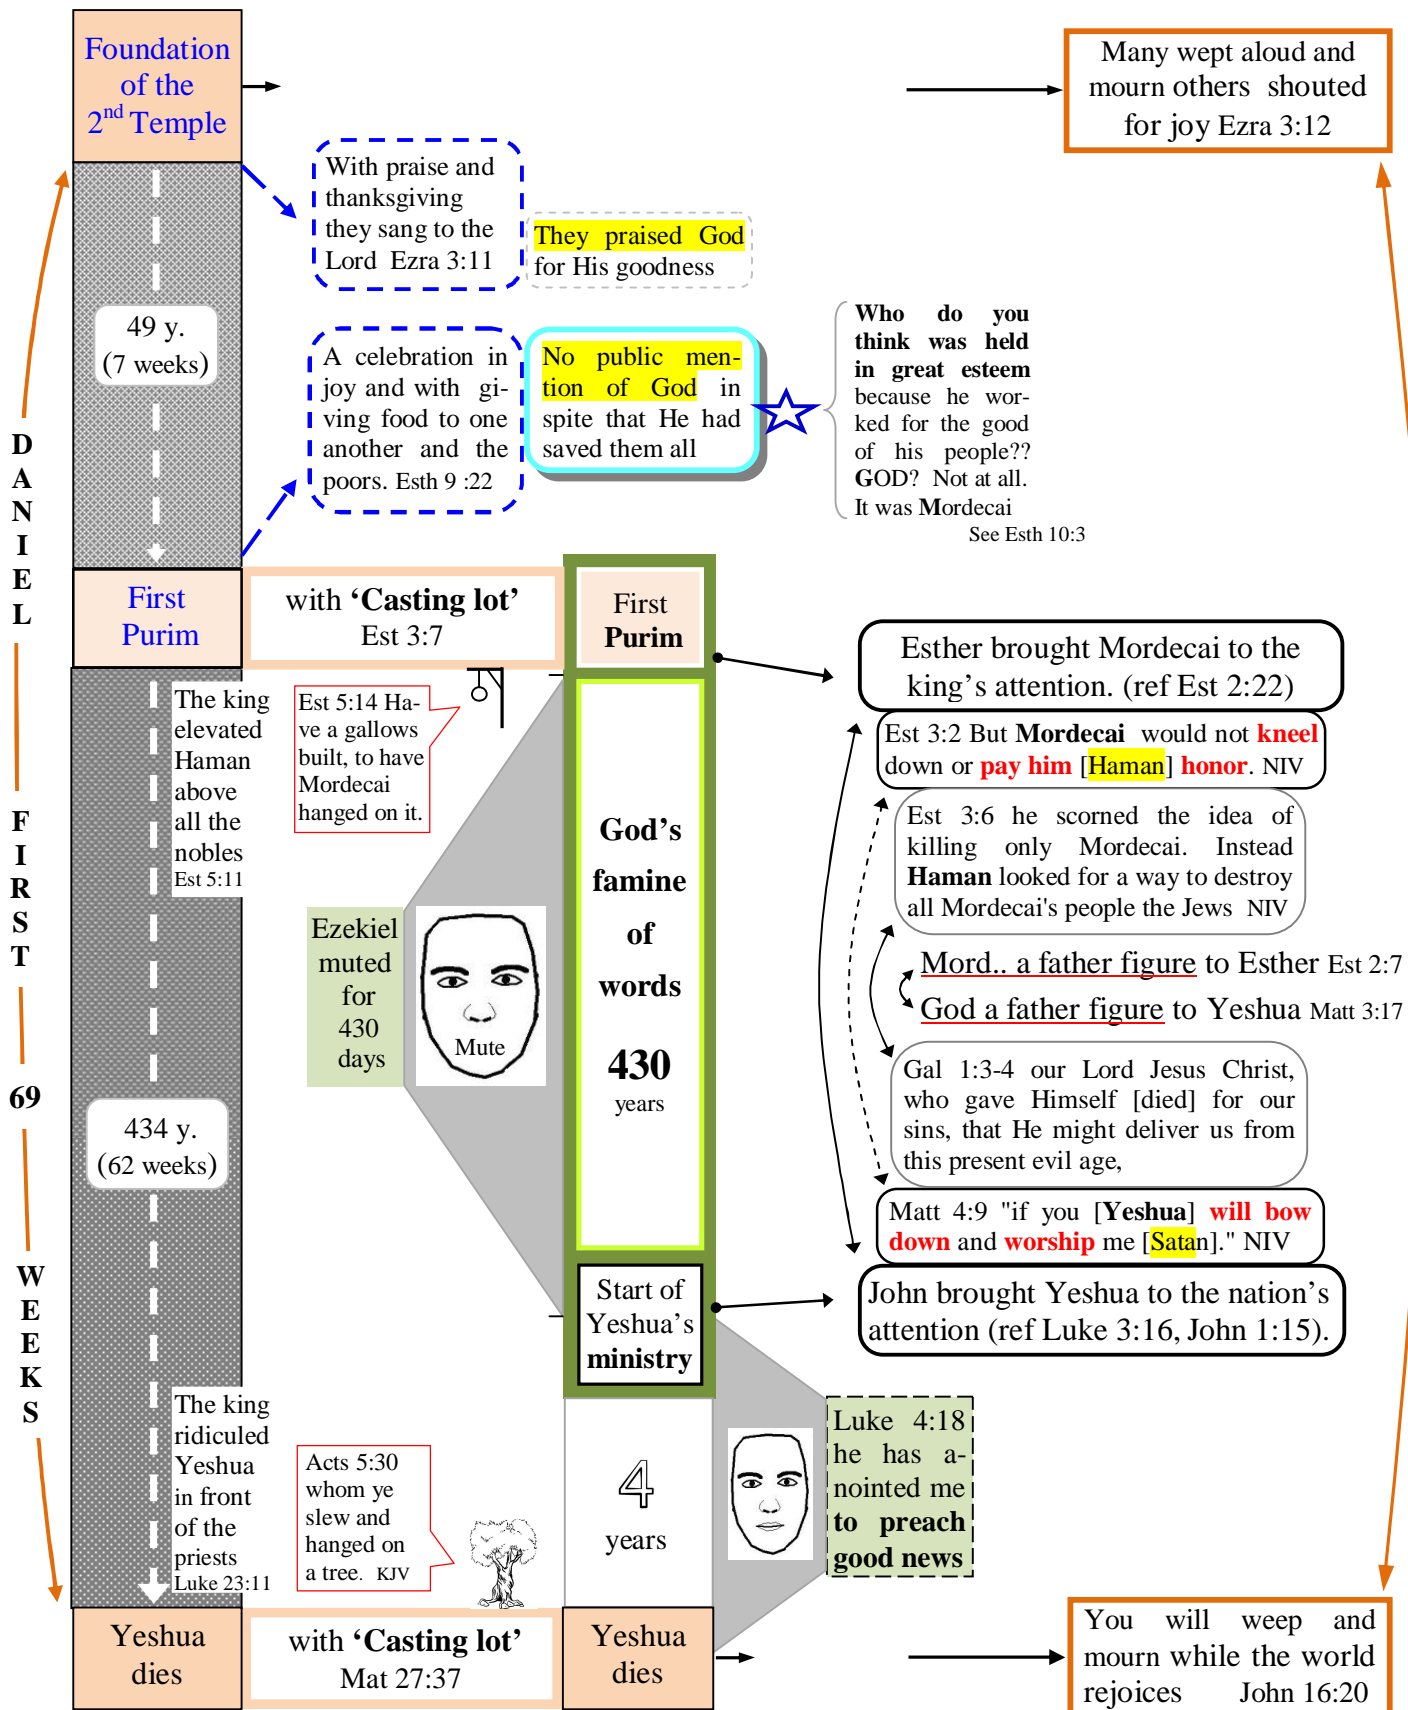 Foundation
of the
2nd Temple
Many wept aloud and
mourn others shouted
for joy Ezra 3:12
With praise and
thanksgiving
they sang to the
Lord Ezra 3:11
They praised God
for His goodness
49 y.
(7 weeks)
A celebration in
joy and with gi-
ving food to one
another and the
poors. Esth 9 :22
No public men-
tion of God in
spite that He had
saved them all
Who do you
think was held
in great esteem
because he wor-
ked for the good
of his people??
GOD? Not at all.
It was Mordecai
See Esth 10:3
DANIEL FIRST 69 WEEKS
First
Purim
with ‘Casting lot’
Est 3:7
First
Purim
The king
elevated
Haman
above
all the
nobles
Est 5:11
Est 5:14 Ha-
ve a gallows
built, to have
Mordecai
hanged on it.
God’s
famine
of
words
430
years
Ezekiel
muted
for
430
days
Mute
Esther brought Mordecai to the
king’s attention. (ref Est 2:22)
Est 3:2 But Mordecai would not kneel
down or pay him [Haman] honor. NIV
Est 3:6 he scorned the idea of
killing only Mordecai. Instead
Haman looked for a way to destroy
all Mordecai's people the Jews NIV
Mord.. a father figure to Esther Est 2:7
God a father figure to Yeshua Matt 3:17
Gal 1:3-4 our Lord Jesus Christ,
who gave Himself [died] for our
sins, that He might deliver us from
this present evil age,
Matt 4:9 "if you [Yeshua] will bow
down and worship me [Satan]." NIV
John brought Yeshua to the nation’s
attention (ref Luke 3:16, John 1:15).
434 y.
(62 weeks)
Start of
Yeshua’s
ministry
The king
ridiculed
Yeshua
in front
of the
priests
Luke 23:11
Acts 5:30
whom ye
slew and
hanged on
a tree. KJV
4
years
Luke 4:18
he has a-
nointed me
to preach
good news
Yeshua
dies
with ‘Casting lot’
Mat 27:37
Yeshua
dies
You will weep and
mourn while the world
rejoices John 16:20